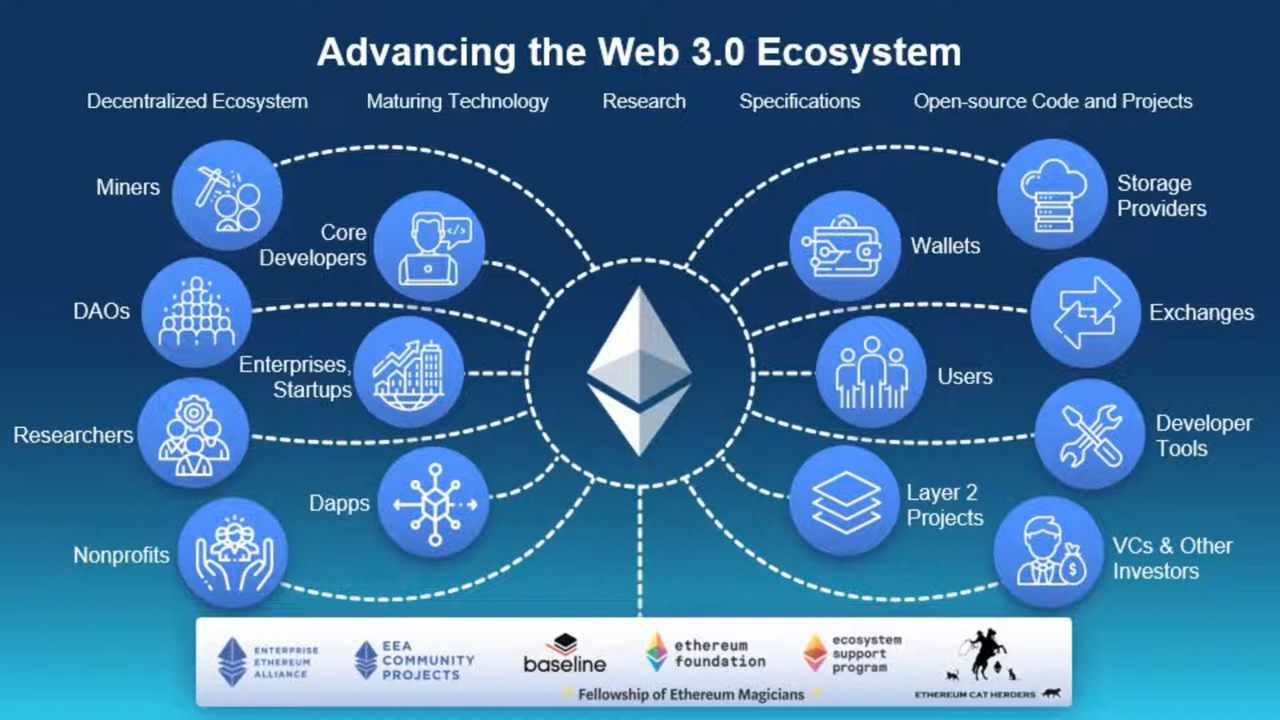 Advancing the Web 3.0 Ecosystem
Decentralized Ecosystem
Maturing Technology
Research
Specifications
Open-source Code and Projects
Miners
Core
Developers
DAOs
Enterprises,
Startups
Researchers
Dapps
Nonprofits
</>
Wallets
Storage
Providers
Exchanges
Users
Developer
Tools
Layer 2
Projects
VCs & Other
Investors
$
ENTERPRISE
ETHEREUM
ALLIANCE
EEA
COMMUNITY
PROJECTS
baseline
ethereum
foundation
ecosystem
support
program
Fellowship of Ethereum Magicians
ETHEREUM CAT HERDERS